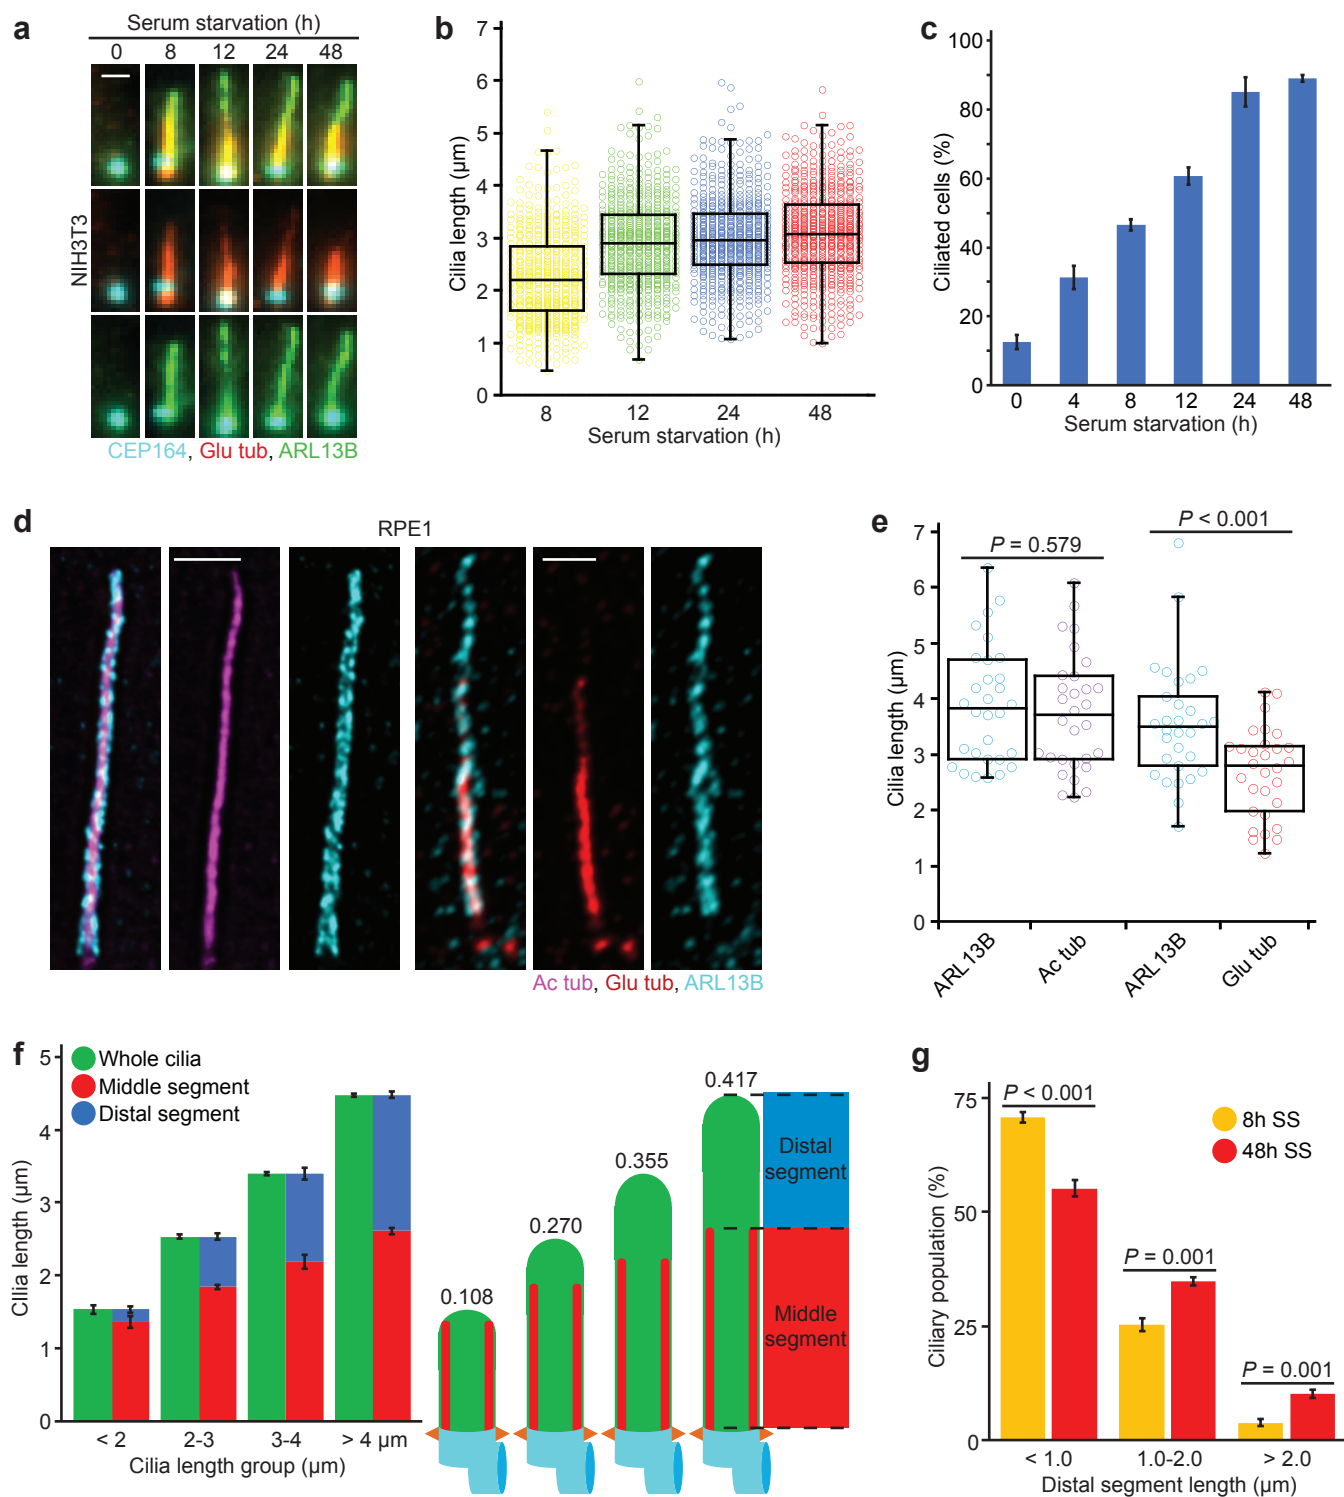 a
Serum starvation (h)
0 8 12 24 48
NIH3T3
CEP164, Glu tub, ARL13B
b
Cilia length (µm)
7
6
5
4
3
2
1
0
8 12 24 48
Serum starvation (h)
c
Ciliated cells (%)
100
80
60
40
20
0
0 4 8 12 24 48
Serum starvation (h)
d
RPE1
Ac tub, Glu tub, ARL13B
e
P = 0.579
P < 0.001
Cilia length (µm)
7
6
5
4
3
2
1
0
ARL13B Ac tub ARL13B Glu tub
f
Whole cilia
Middle segment
Distal segment
CIlia length (µm)
5
4
3
2
1
0
< 2 2-3 3-4 > 4 µm
Cilia length group (µm)
0.108
0.270
0.355
0.417
Distal
segment
Middle
segment
g
P < 0.001
P = 0.001
P = 0.001
8h SS
48h SS
Ciliary population (%)
75
50
25
0
< 1.0 1.0-2.0 > 2.0
Distal segment length (µm)